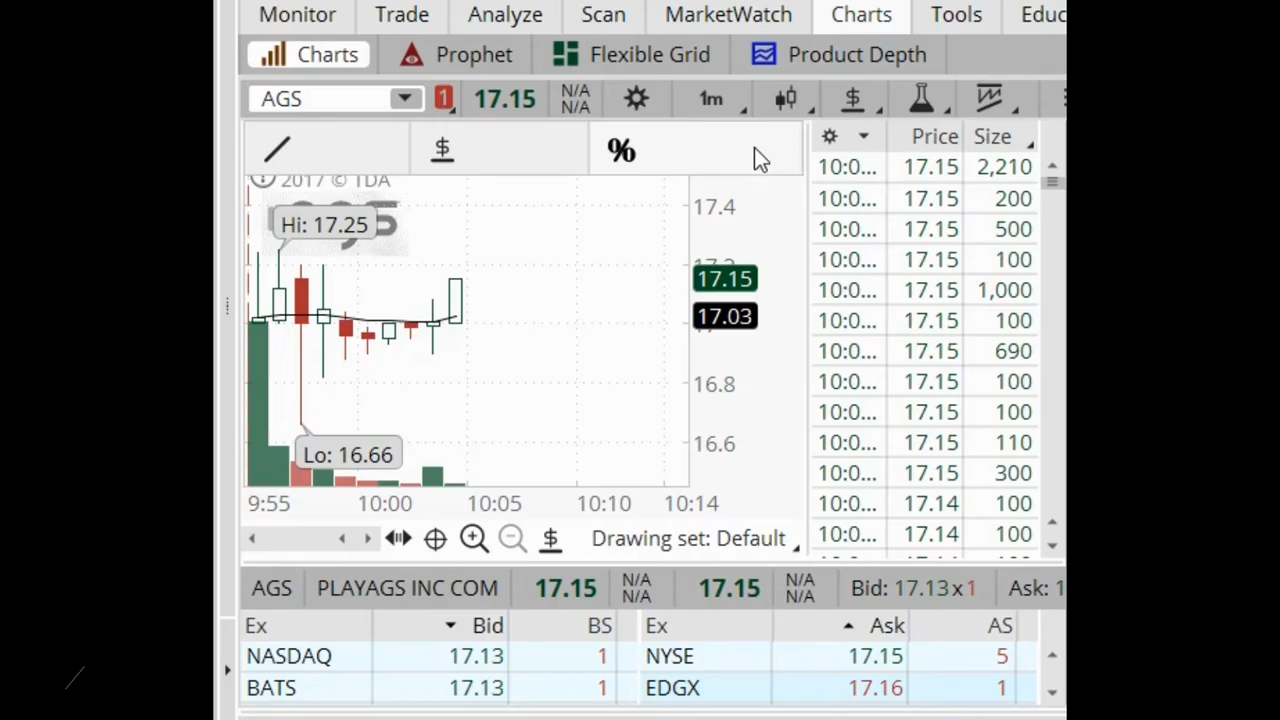 Monitor Trade Analyze Scan MarketWatch Charts Tools Educ
Charts Prophet Flexible Grid Product Depth
AGS 1 17.15 N/A N/A 1m $
$ %
Price Size
2017 © TDA
Hi: 17.25
Lo: 16.66
17.4
17.15
17.03
16.8
16.6
9:55 10:00 10:05 10:10 10:14
10:0... 17.15 2,210
10:0... 17.15 200
10:0... 17.15 500
10:0... 17.15 100
10:0... 17.15 1,000
10:0... 17.15 100
10:0... 17.15 690
10:0... 17.15 100
10:0... 17.15 100
10:0... 17.15 110
10:0... 17.15 300
10:0... 17.14 100
10:0... 17.14 100
$ Drawing set: Default
AGS PLAYAGS INC COM 17.15 N/A N/A 17.15 N/A N/A Bid: 17.13 x 1 Ask: 1
Ex Bid BS Ex Ask AS
NASDAQ 17.13 1 NYSE 17.15 5
BATS 17.13 1 EDGX 17.16 1